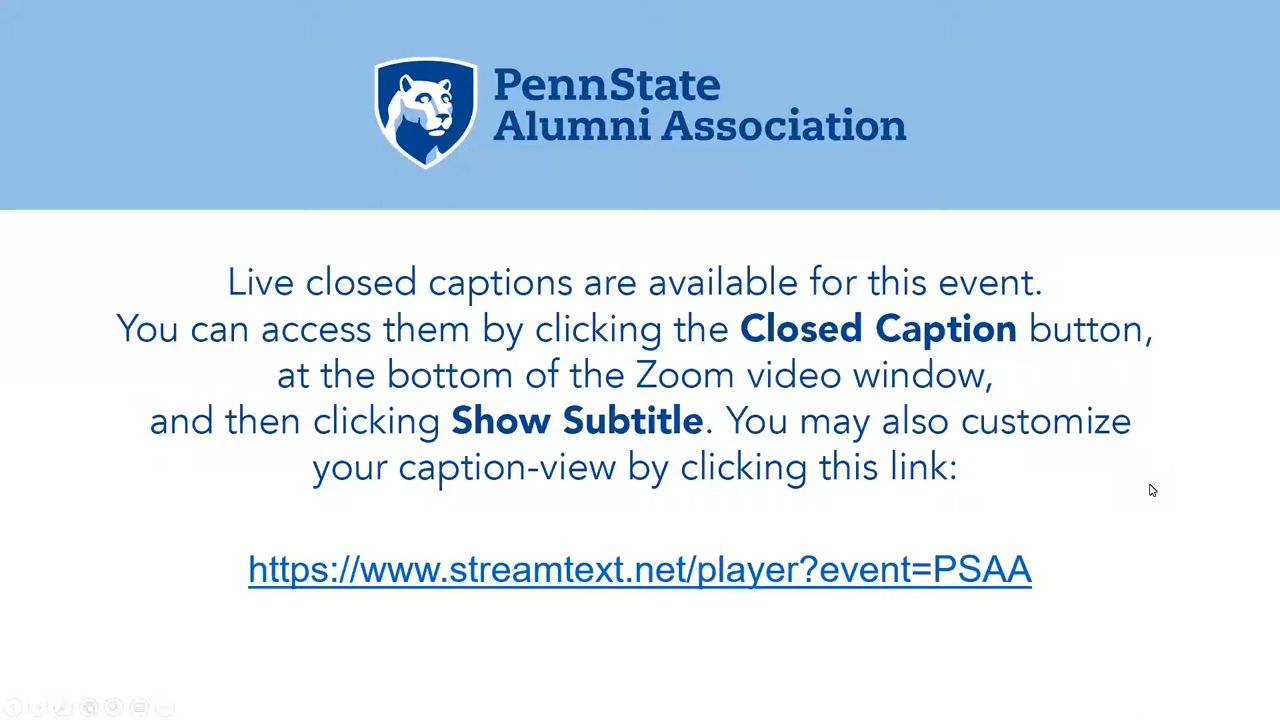 PennState
Alumni Association
Live closed captions are available for this event.
You can access them by clicking the Closed Caption button,
at the bottom of the Zoom video window,
and then clicking Show Subtitle. You may also customize
your caption-view by clicking this link:
https://www.streamtext.net/player?event=PSAA